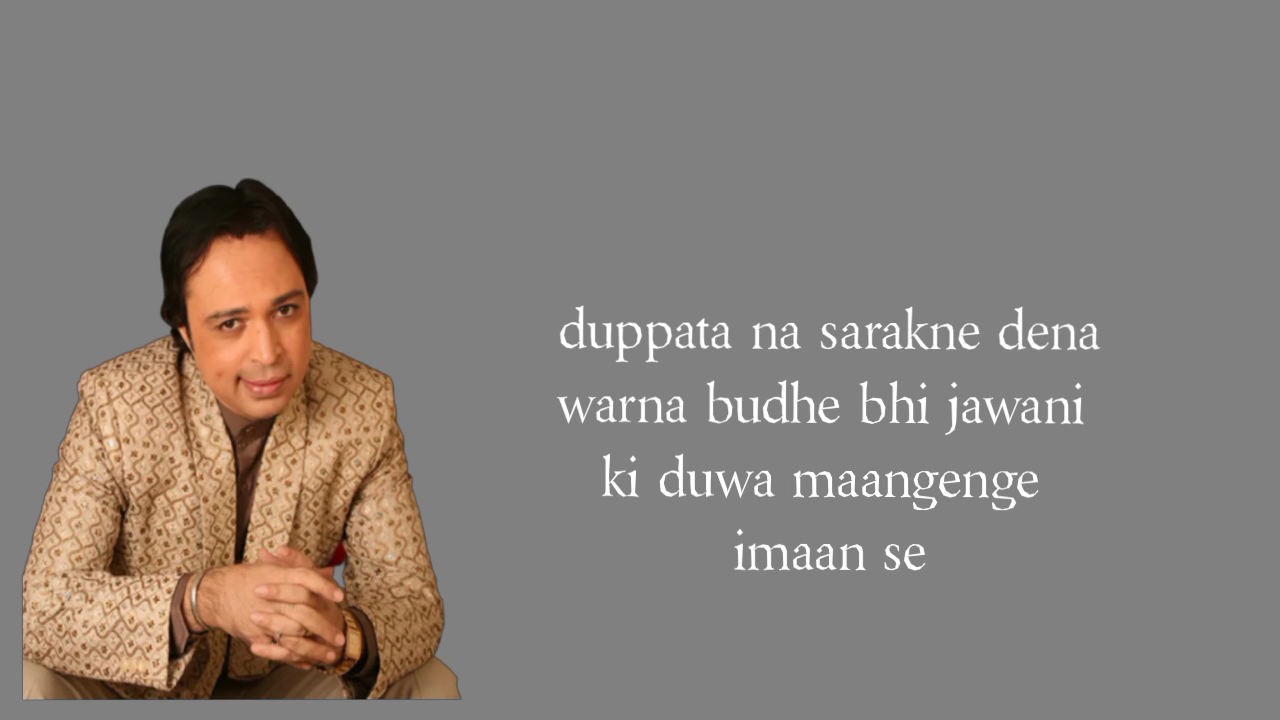 duppata na sarakne dena
warna budhe bhi jawani
ki duwa maangenge
imaan se